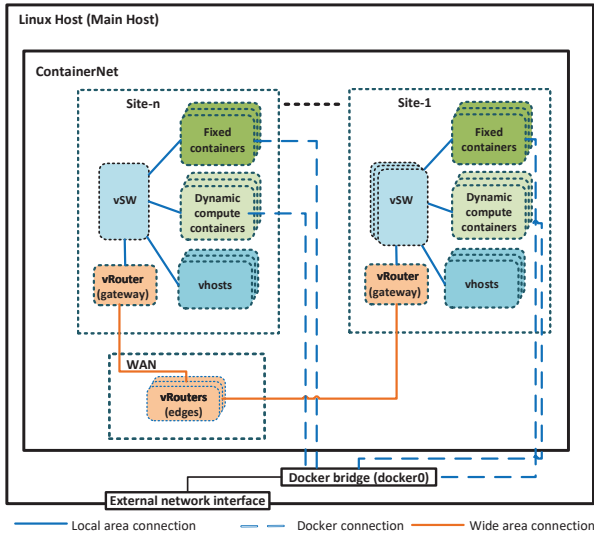 Linux Host (Main Host)
ContainerNet
Site-n
Fixed
containers
vSW
Dynamic
compute
containers
vRouter
(gateway)
vhosts
Site-1
Fixed
containers
vSW
Dynamic
compute
containers
vRouter
(gateway)
vhosts
WAN
vRouters
(edges)
Docker bridge (docker0)
External network interface
Local area connection
Docker connection
Wide area connection